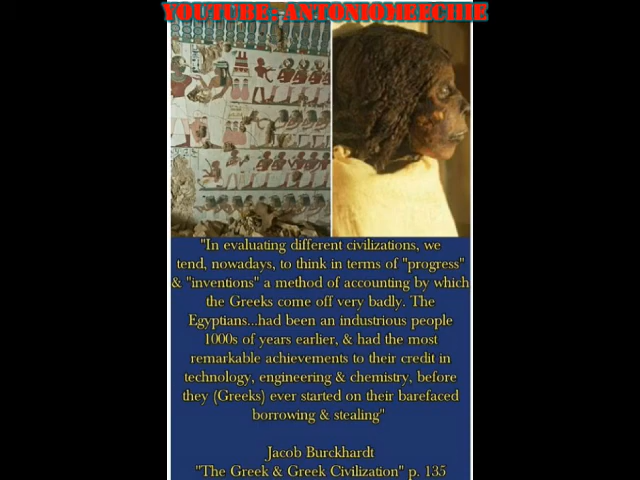 YOUTUBE: ANTONIOMEECHIE
"In evaluating different civilizations, we
tend, nowadays, to think in terms of "progress"
& "inventions" a method of accounting by which
the Greeks come off very badly. The
Egyptians...had been an industrious people
1000s of years earlier, & had the most
remarkable achievements to their credit in
technology, engineering & chemistry, before
they (Greeks) ever started on their barefaced
borrowing & stealing"
Jacob Burckhardt
"The Greek & Greek Civilization" p. 135